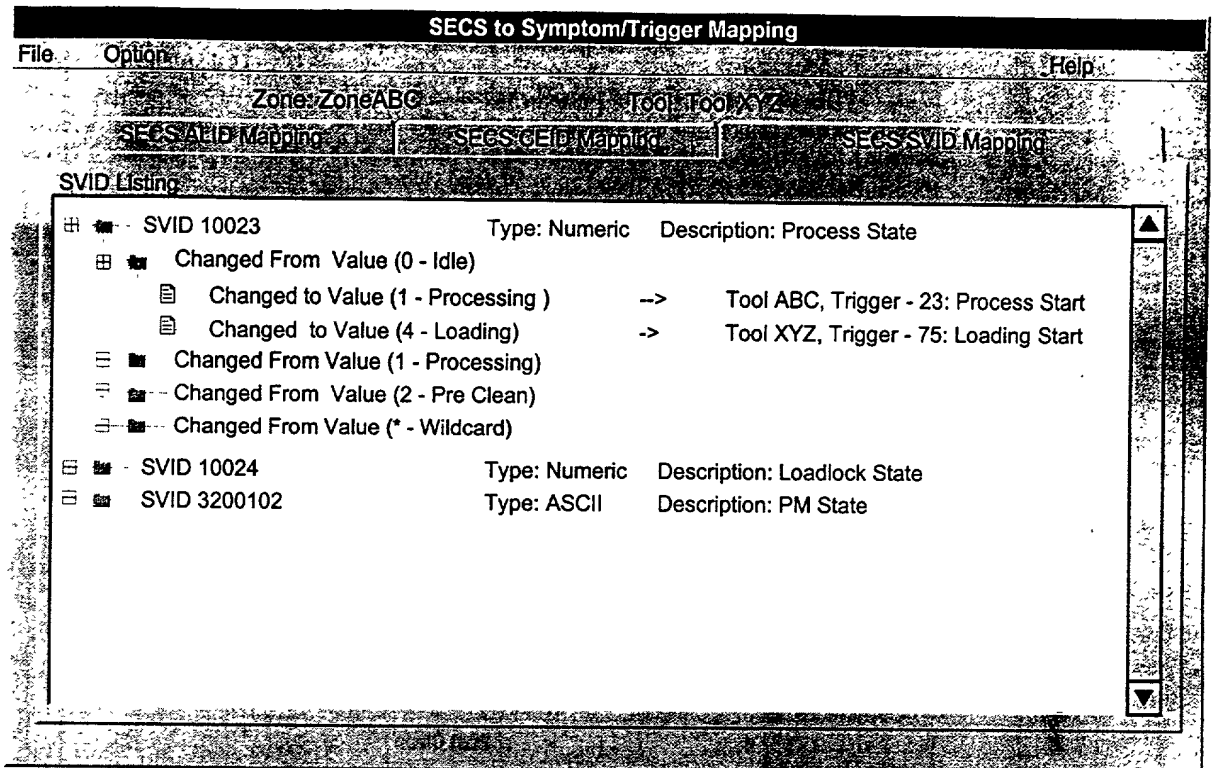 SECS to Symptom/Trigger Mapping
File Option Help
Zone: ZoneABC Tool: Tool XYZ
SECS ALID Mapping SECS CEID Mapping SECS SVID Mapping
SVID Listing
SVID 10023 Type: Numeric Description: Process State
Changed From Value (0 - Idle)
Changed to Value (1 - Processing ) --> Tool ABC, Trigger - 23: Process Start
Changed to Value (4 - Loading) -> Tool XYZ, Trigger - 75: Loading Start
Changed From Value (1 - Processing)
Changed From Value (2 - Pre Clean)
Changed From Value (* - Wildcard)
SVID 10024 Type: Numeric Description: Loadlock State
SVID 3200102 Type: ASCII Description: PM State